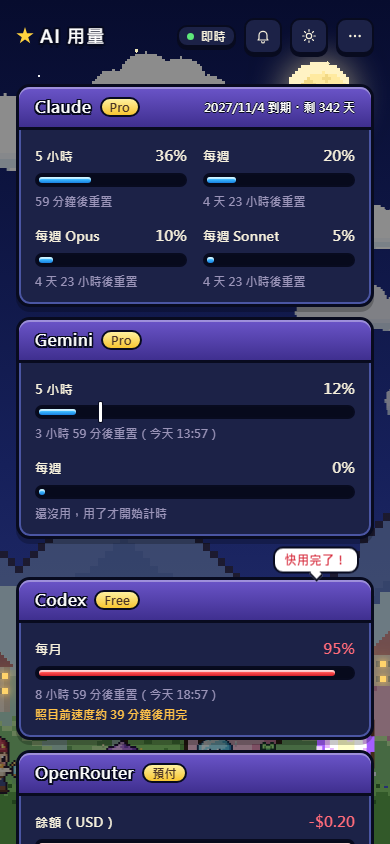 AI 用量
即時
Claude Pro 2027/11/4 到期・剩 342 天
5 小時 36%
59 分鐘後重置
每週 20%
4 天 23 小時後重置
每週 Opus 10%
4 天 23 小時後重置
每週 Sonnet 5%
4 天 23 小時後重置
Gemini Pro
5 小時 12%
3 小時 59 分後重置（今天 13:57）
每週 0%
還沒用，用了才開始計時
快用完了！
Codex Free
每月 95%
8 小時 59 分後重置（今天 18:57）
照目前速度約 39 分鐘後用完
OpenRouter 預付
餘額（USD） -$0.20